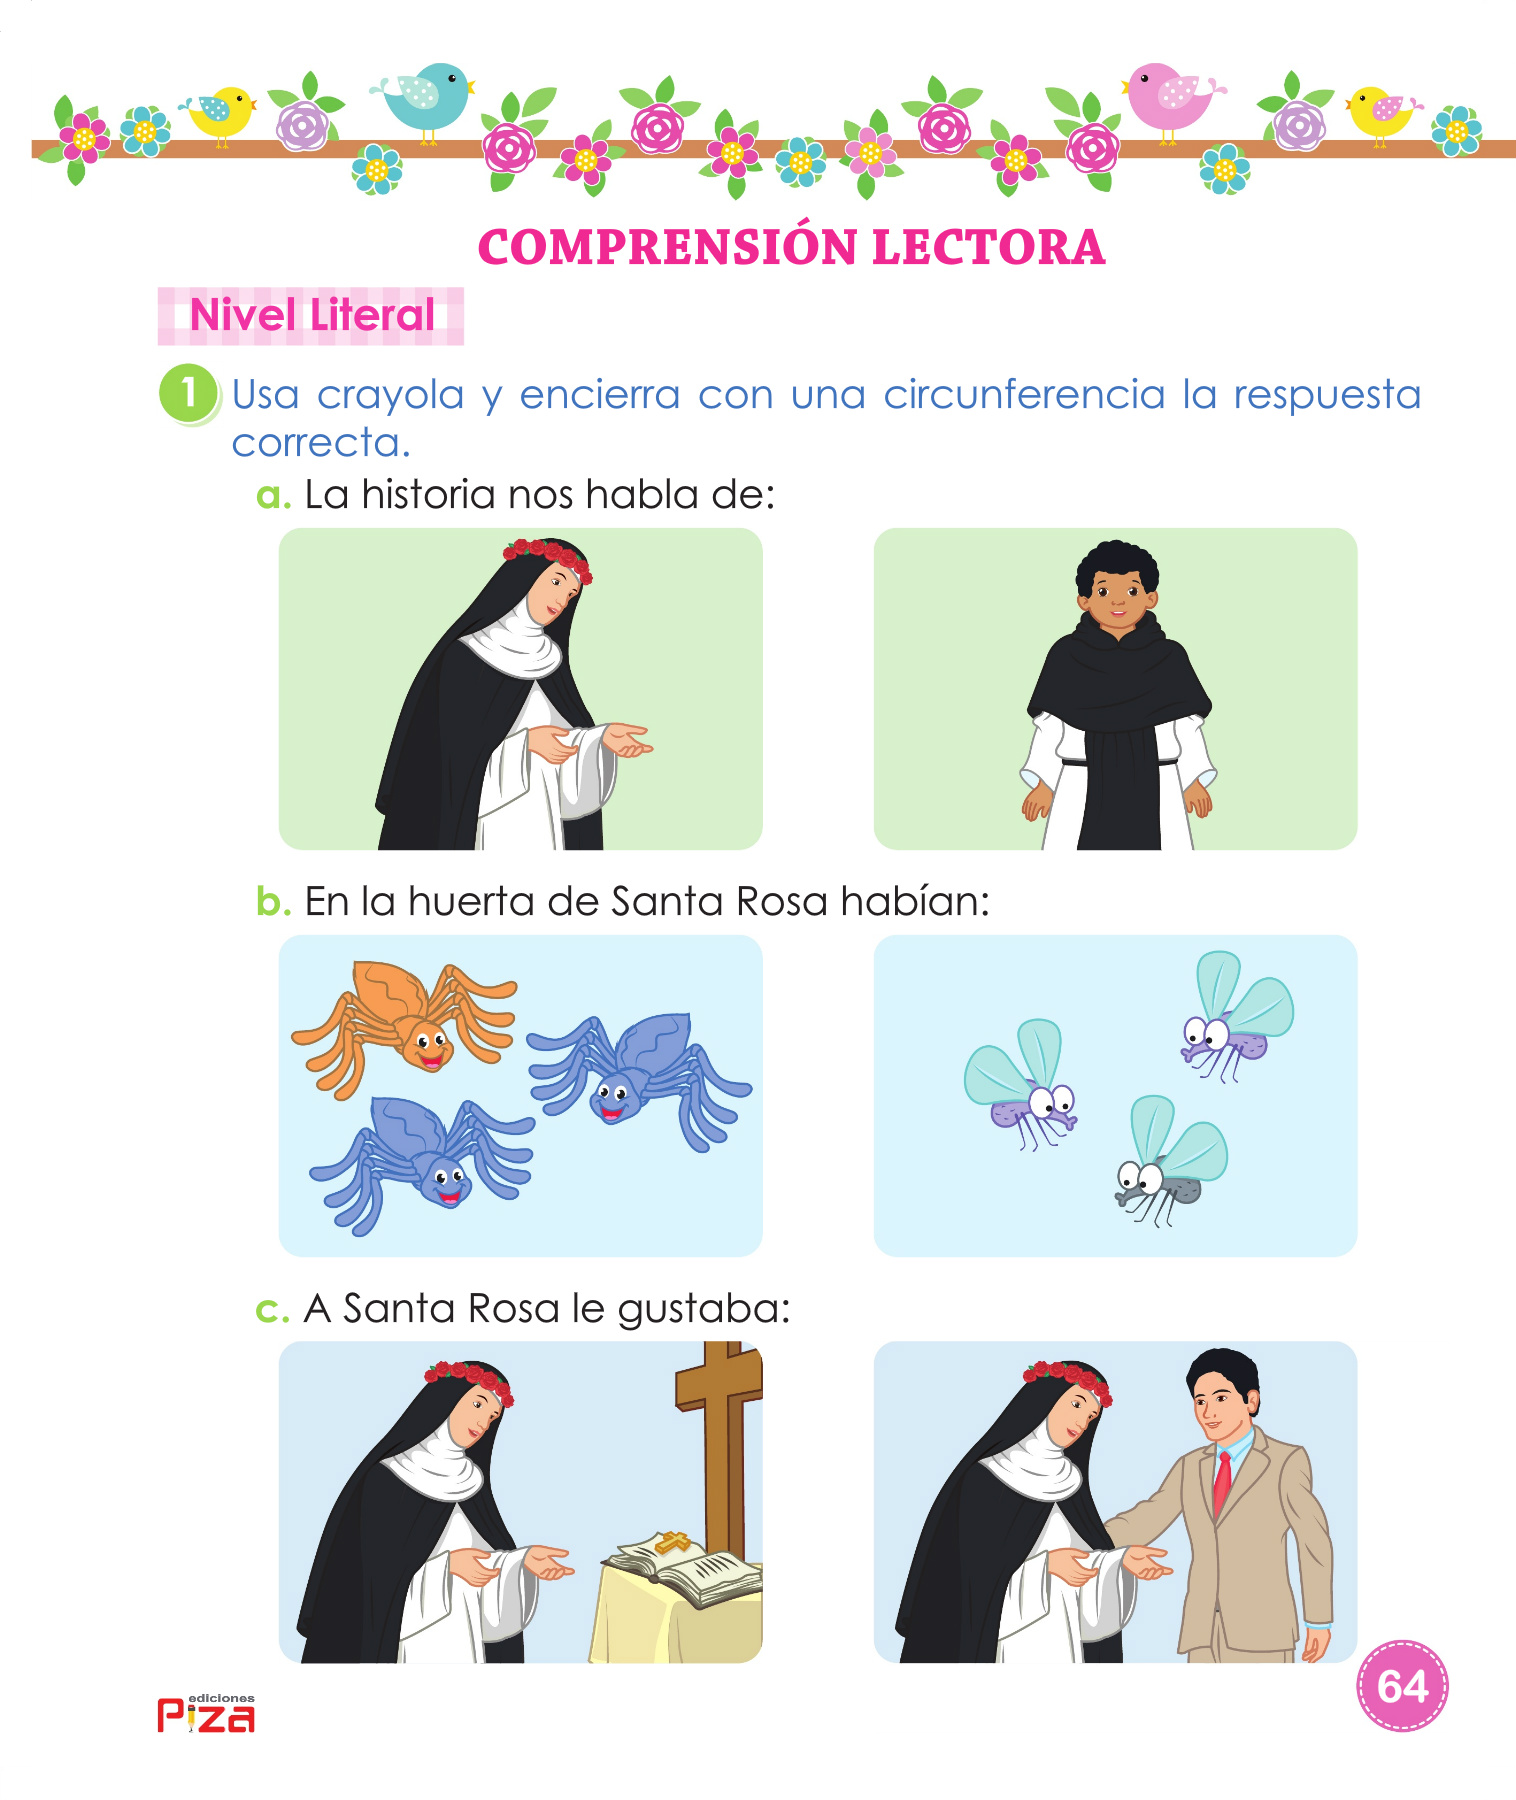 COMPRENSIÓN LECTORA
Nivel Literal
1 Usa crayola y encierra con una circunferencia la respuesta
correcta.
a. La historia nos habla de:
b. En la huerta de Santa Rosa habían:
c. A Santa Rosa le gustaba:
64
ediciones
Piza